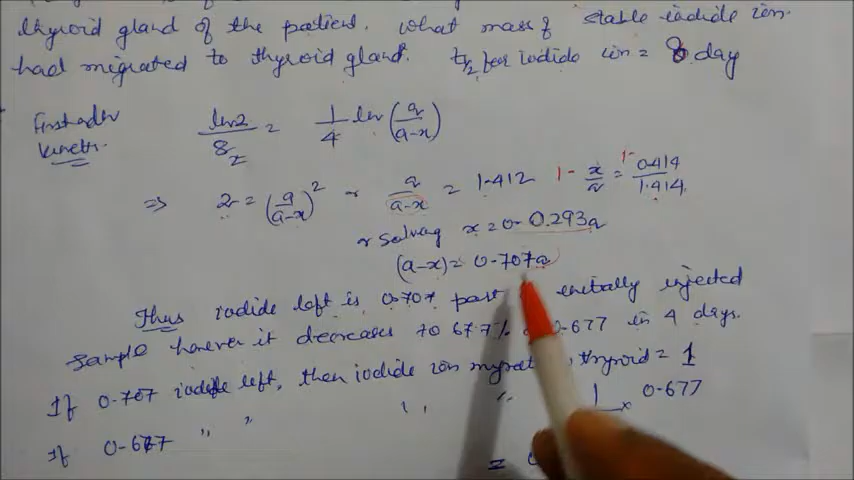 thyroid gland of the patient. What mass of stable iodide ion
had migrated to thyroid gland. t1/2 for iodide ion = 8 day
First order
kinetics.
ln2/8 = 1/4 ln (a/(a-x))
⇒ 2 = (a/(a-x))² ~ a/(a-x) = 1.412 1 - x/a = 1- 0.414/1.414
~ Solving x = 0-0.293a
(a-x) = 0.707a
Thus iodide left is 0.707 part initially injected
Sample however it decreases to 67.7% 0.677 in 4 days.
If 0.707 iodide left, then iodide ion thyroid = 1
If 0.677 " " " " 1 x 0.677
=